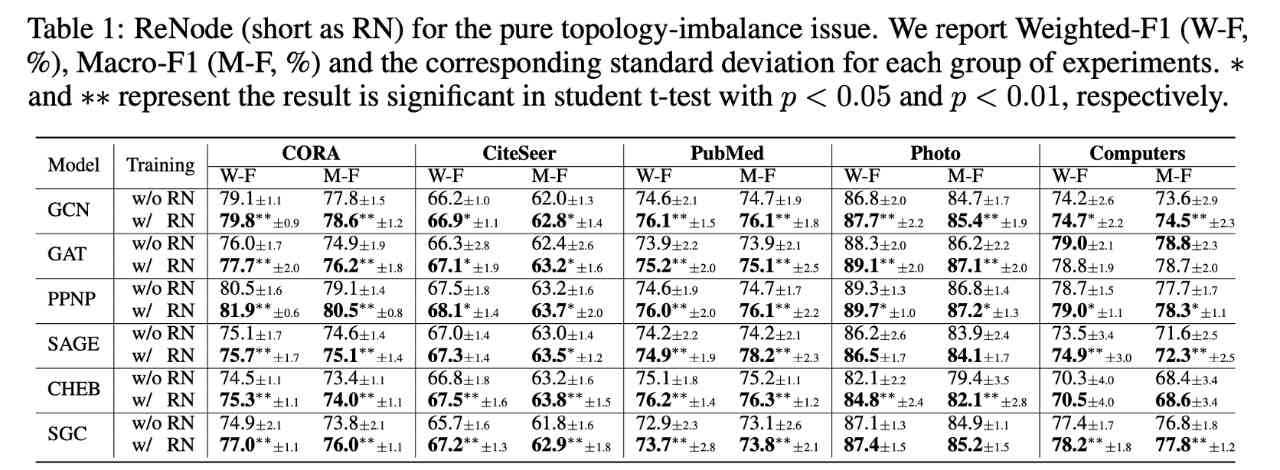 Table 1: ReNode (short as RN) for the pure topology-imbalance issue. We report Weighted-F1 (W-F,
%), Macro-F1 (M-F, %) and the corresponding standard deviation for each group of experiments. ∗
and ∗∗ represent the result is significant in student t-test with p < 0.05 and p < 0.01, respectively.
Model Training CORA CiteSeer PubMed Photo Computers
W-F M-F W-F M-F W-F M-F W-F M-F W-F M-F
GCN w/o RN 79.1±1.1 77.8±1.5 66.2±1.0 62.0±1.3 74.6±2.1 74.7±1.9 86.8±2.0 84.7±1.7 74.2±2.6 73.6±2.9
w/ RN 79.8**±0.9 78.6**±1.2 66.9*±1.1 62.8*±1.4 76.1**±1.5 76.1**±1.8 87.7**±2.2 85.4**±1.9 74.7*±2.2 74.5**±2.3
GAT w/o RN 76.0±1.7 74.9±1.9 66.3±2.8 62.4±2.6 73.9±2.2 73.9±2.1 88.3±2.0 86.2±2.2 79.0±2.1 78.8±2.3
w/ RN 77.7**±2.0 76.2**±1.8 67.1*±1.9 63.2*±1.6 75.2**±2.0 75.1**±2.5 89.1**±2.0 87.1**±2.0 78.8±1.9 78.7±2.0
PPNP w/o RN 80.5±1.6 79.1±1.4 67.5±1.8 63.2±1.6 74.6±1.9 74.7±1.7 89.3±1.3 86.8±1.4 78.7±1.5 77.7±1.7
w/ RN 81.9**±0.6 80.5**±0.8 68.1*±1.4 63.7*±2.0 76.0**±2.0 76.1**±2.2 89.7*±1.0 87.2*±1.3 79.0*±1.1 78.3*±1.1
SAGE w/o RN 75.1±1.7 74.6±1.4 67.0±1.4 63.0±1.4 74.2±2.2 74.2±2.1 86.2±2.6 83.9±2.4 73.5±3.4 71.6±2.5
w/ RN 75.7**±1.7 75.1**±1.4 67.3±1.4 63.5*±1.2 74.9**±1.9 78.2**±2.3 86.5±1.7 84.1±1.7 74.9**±3.0 72.3**±2.5
CHEB w/o RN 74.5±1.1 73.4±1.1 66.8±1.8 63.2±1.6 75.1±1.8 75.2±1.1 82.1±2.2 79.4±3.5 70.3±4.0 68.4±3.4
w/ RN 75.3**±1.1 74.0**±1.1 67.5**±1.6 63.8**±1.5 76.2**±1.4 76.3**±1.2 84.8**±2.4 82.1**±2.8 70.5±4.0 68.6±3.4
SGC w/o RN 74.9±2.1 73.8±2.1 65.7±1.6 61.8±1.6 72.9±2.3 73.1±2.6 87.1±1.3 84.9±1.1 77.4±1.7 76.8±1.8
w/ RN 77.0**±1.1 76.0**±1.1 67.2**±1.3 62.9**±1.8 73.7**±2.8 73.8**±2.1 87.4±1.5 85.2±1.5 78.2**±1.8 77.8**±1.2